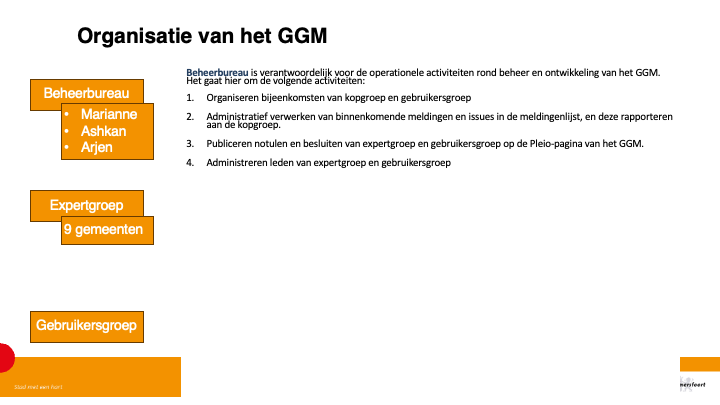 Organisatie van het GGM
Beheerbureau
• Marianne
• Ashkan
• Arjen
Expertgroep
9 gemeenten
Gebruikersgroep
Beheerbureau is verantwoordelijk voor de operationele activiteiten rond beheer en ontwikkeling van het GGM.
Het gaat hier om de volgende activiteiten:
1. Organiseren bijeenkomsten van kopgroep en gebruikersgroep
2. Administratief verwerken van binnenkomende meldingen en issues in de meldingenlijst, en deze rapporteren
aan de kopgroep.
3. Publiceren notulen en besluiten van expertgroep en gebruikersgroep op de Pleio-pagina van het GGM.
4. Administreren leden van expertgroep en gebruikersgroep
Stad met een hart
mersfoort